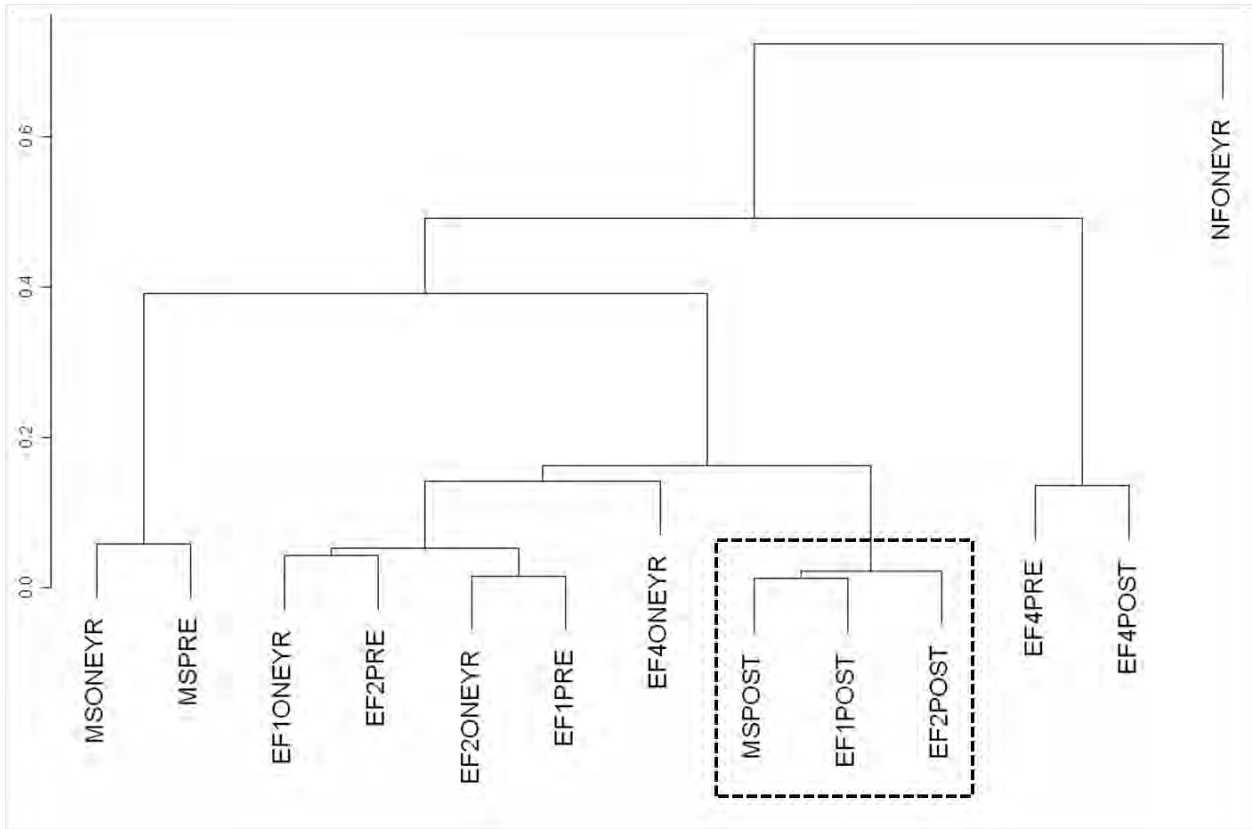 0.6
0.4
0.2
0.0
NFONEYR
MSONEYR
MSPRE
EF1ONEYR
EF2PRE
EF2ONEYR
EF1PRE
EF4ONEYR
MSPOST
EF1POST
EF2POST
EF4PRE
EF4POST